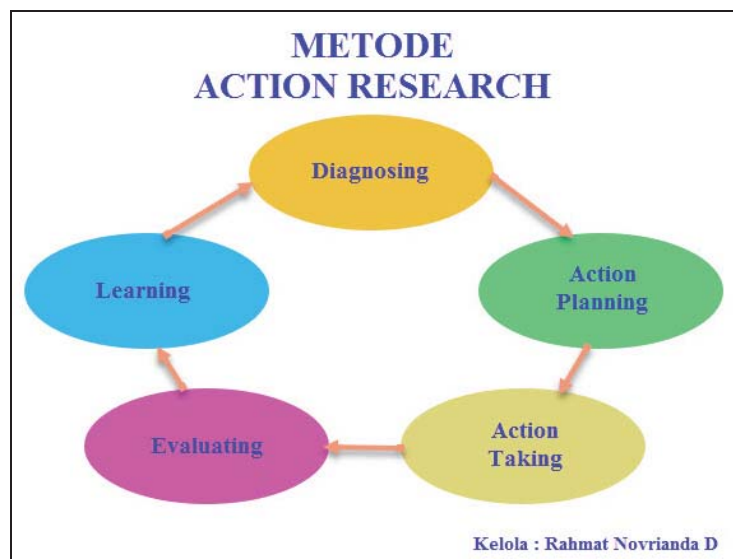 METODE
ACTION RESEARCH
Diagnosing
Action
Planning
Action
Taking
Evaluating
Learning
Kelola : Rahmat Novrianda D